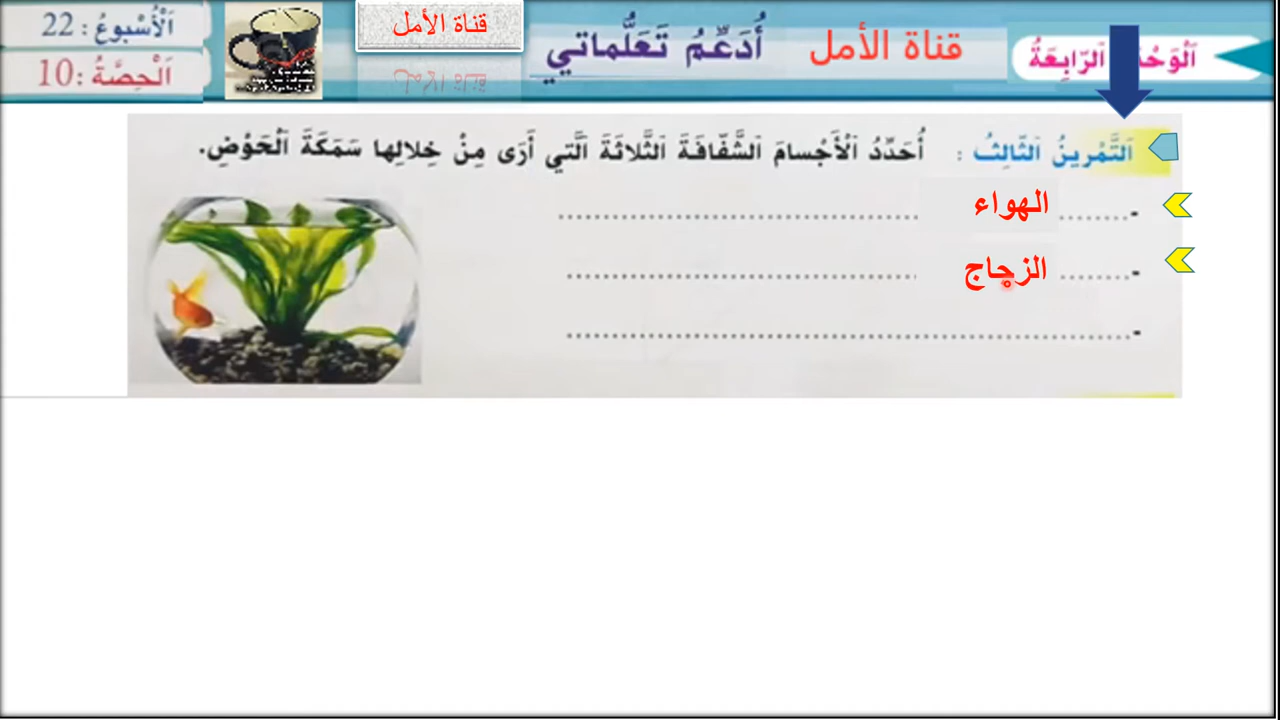 اَلْوَحْدَةُ اَلرّابِعَةُ
قناة الأمل
أُدَعِّمُ تَعَلُّماتي
قناة الأمل
اَلْأُسْبوعُ : 22
اَلْحِصَّةُ : 10
اَلتَّمْرينُ اَلثّالِثُ : أُحَدِّدُ اَلْأَجْسامَ اَلشَّفّافَةَ اَلثَّلاثَةَ اَلَّتي أَرَى مِنْ خِلالِها سَمَكَةَ اَلْحَوْضِ.
- ....... الهواء .......
- ....... الزجاج .......
- .......